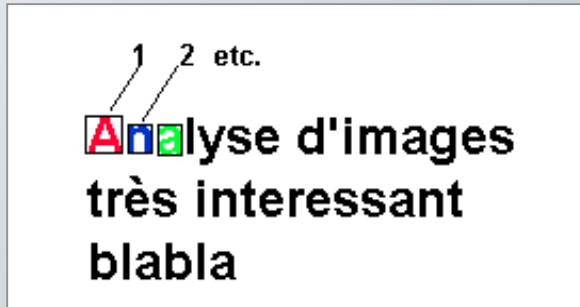 1 2 etc.
Analyse d'images
très interessant
blabla